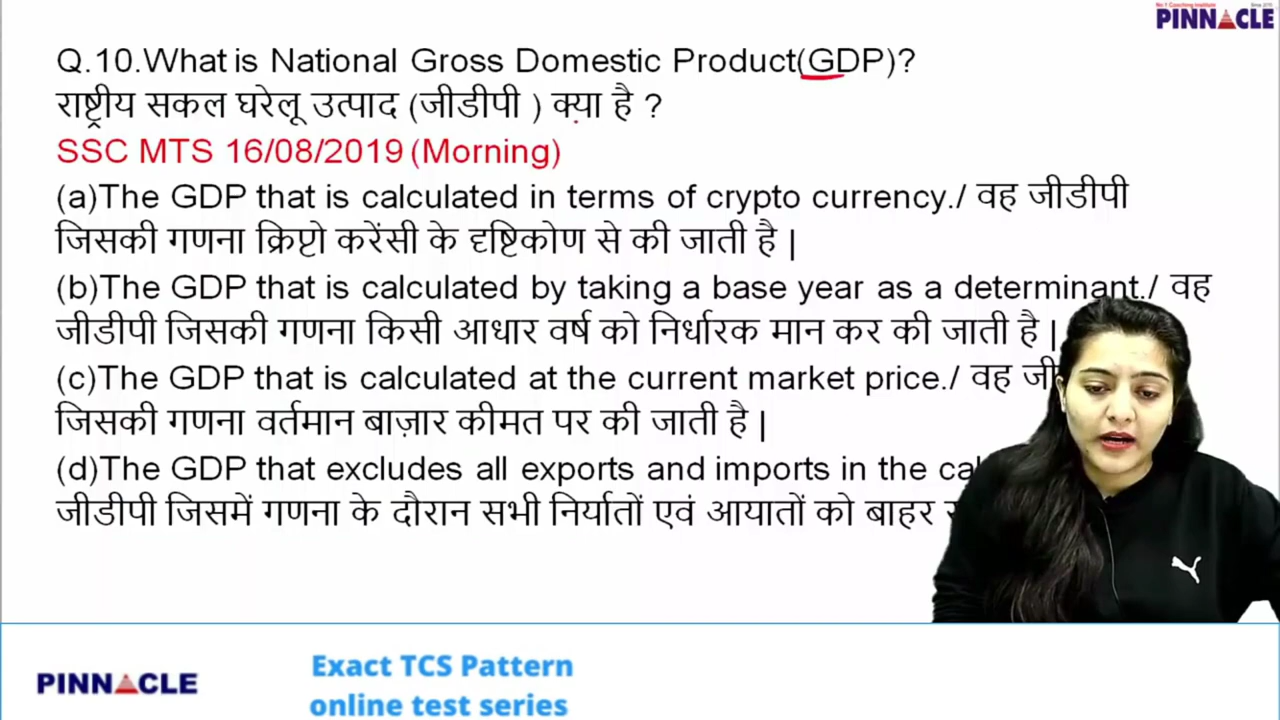 No.1 Coaching Institute
PINNACLE
Q.10.What is National Gross Domestic Product(GDP)?
राष्ट्रीय सकल घरेलू उत्पाद (जीडीपी ) क्या है ?
SSC MTS 16/08/2019 (Morning)
(a)The GDP that is calculated in terms of crypto currency./ वह जीडीपी
जिसकी गणना क्रिप्टो करेंसी के दृष्टिकोण से की जाती है |
(b)The GDP that is calculated by taking a base year as a determinant./ वह
जीडीपी जिसकी गणना किसी आधार वर्ष को निर्धारक मान कर की जाती है |
(c)The GDP that is calculated at the current market price./ वह
जिसकी गणना वर्तमान बाज़ार कीमत पर की जाती है |
(d)The GDP that excludes all exports and imports in the
जीडीपी जिसमें गणना के दौरान सभी निर्यातों एवं आयातों को बाहर
PINNACLE
Exact TCS Pattern
online test series